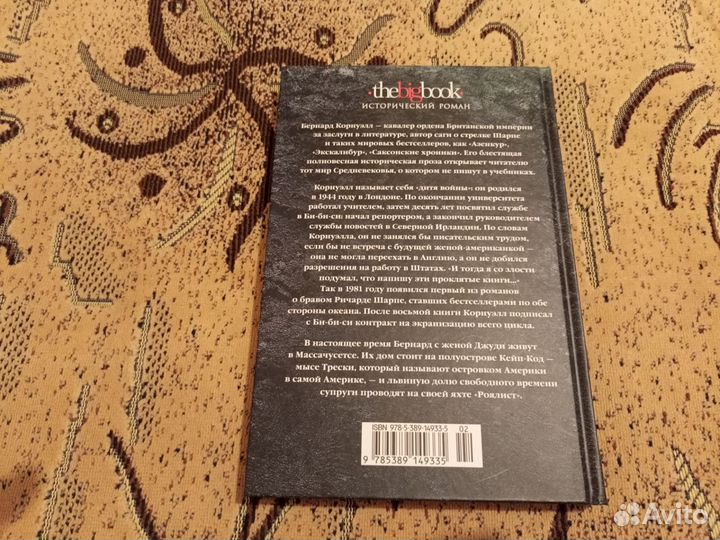 ·thebigbook·
ИСТОРИЧЕСКИЙ РОМАН
Бернард Корнуэлл — кавалер ордена Британской империи
за заслуги в литературе, автор саги о стрелке Шарпе
и таких мировых бестселлеров, как «Азенкур»,
«Экскалибур», «Саксонские хроники». Его блестящая
полновесная историческая проза открывает читателю
тот мир Средневековья, о котором не пишут в учебниках.
Корнуэлл называет себя «дитя войны»: он родился
в 1944 году в Лондоне. По окончании университета
работал учителем, затем десять лет посвятил службе
в Би-би-си: начал репортером, а закончил руководителем
службы новостей в Северной Ирландии. По словам
Корнуэлла, он не занялся бы писательским трудом,
если бы не встреча с будущей женой-американкой —
она не могла переехать в Англию, а он не добился
разрешения на работу в Штатах. «И тогда я со злости
подумал, что напишу эти проклятые книги...»
Так в 1981 году появился первый из романов
о бравом Ричарде Шарпе, ставших бестселлерами по обе
стороны океана. После восьмой книги Корнуэлл подписал
с Би-би-си контракт на экранизацию всего цикла.
В настоящее время Бернард с женой Джуди живут
в Массачусетсе. Их дом стоит на полуострове Кейп-Код —
мысе Трески, который называют островком Америки
в самой Америке, — и львиную долю свободного времени
супруги проводят на своей яхте «Роялист».
ISBN 978-5-389-14933-5
02
9 785389 149335
Avito